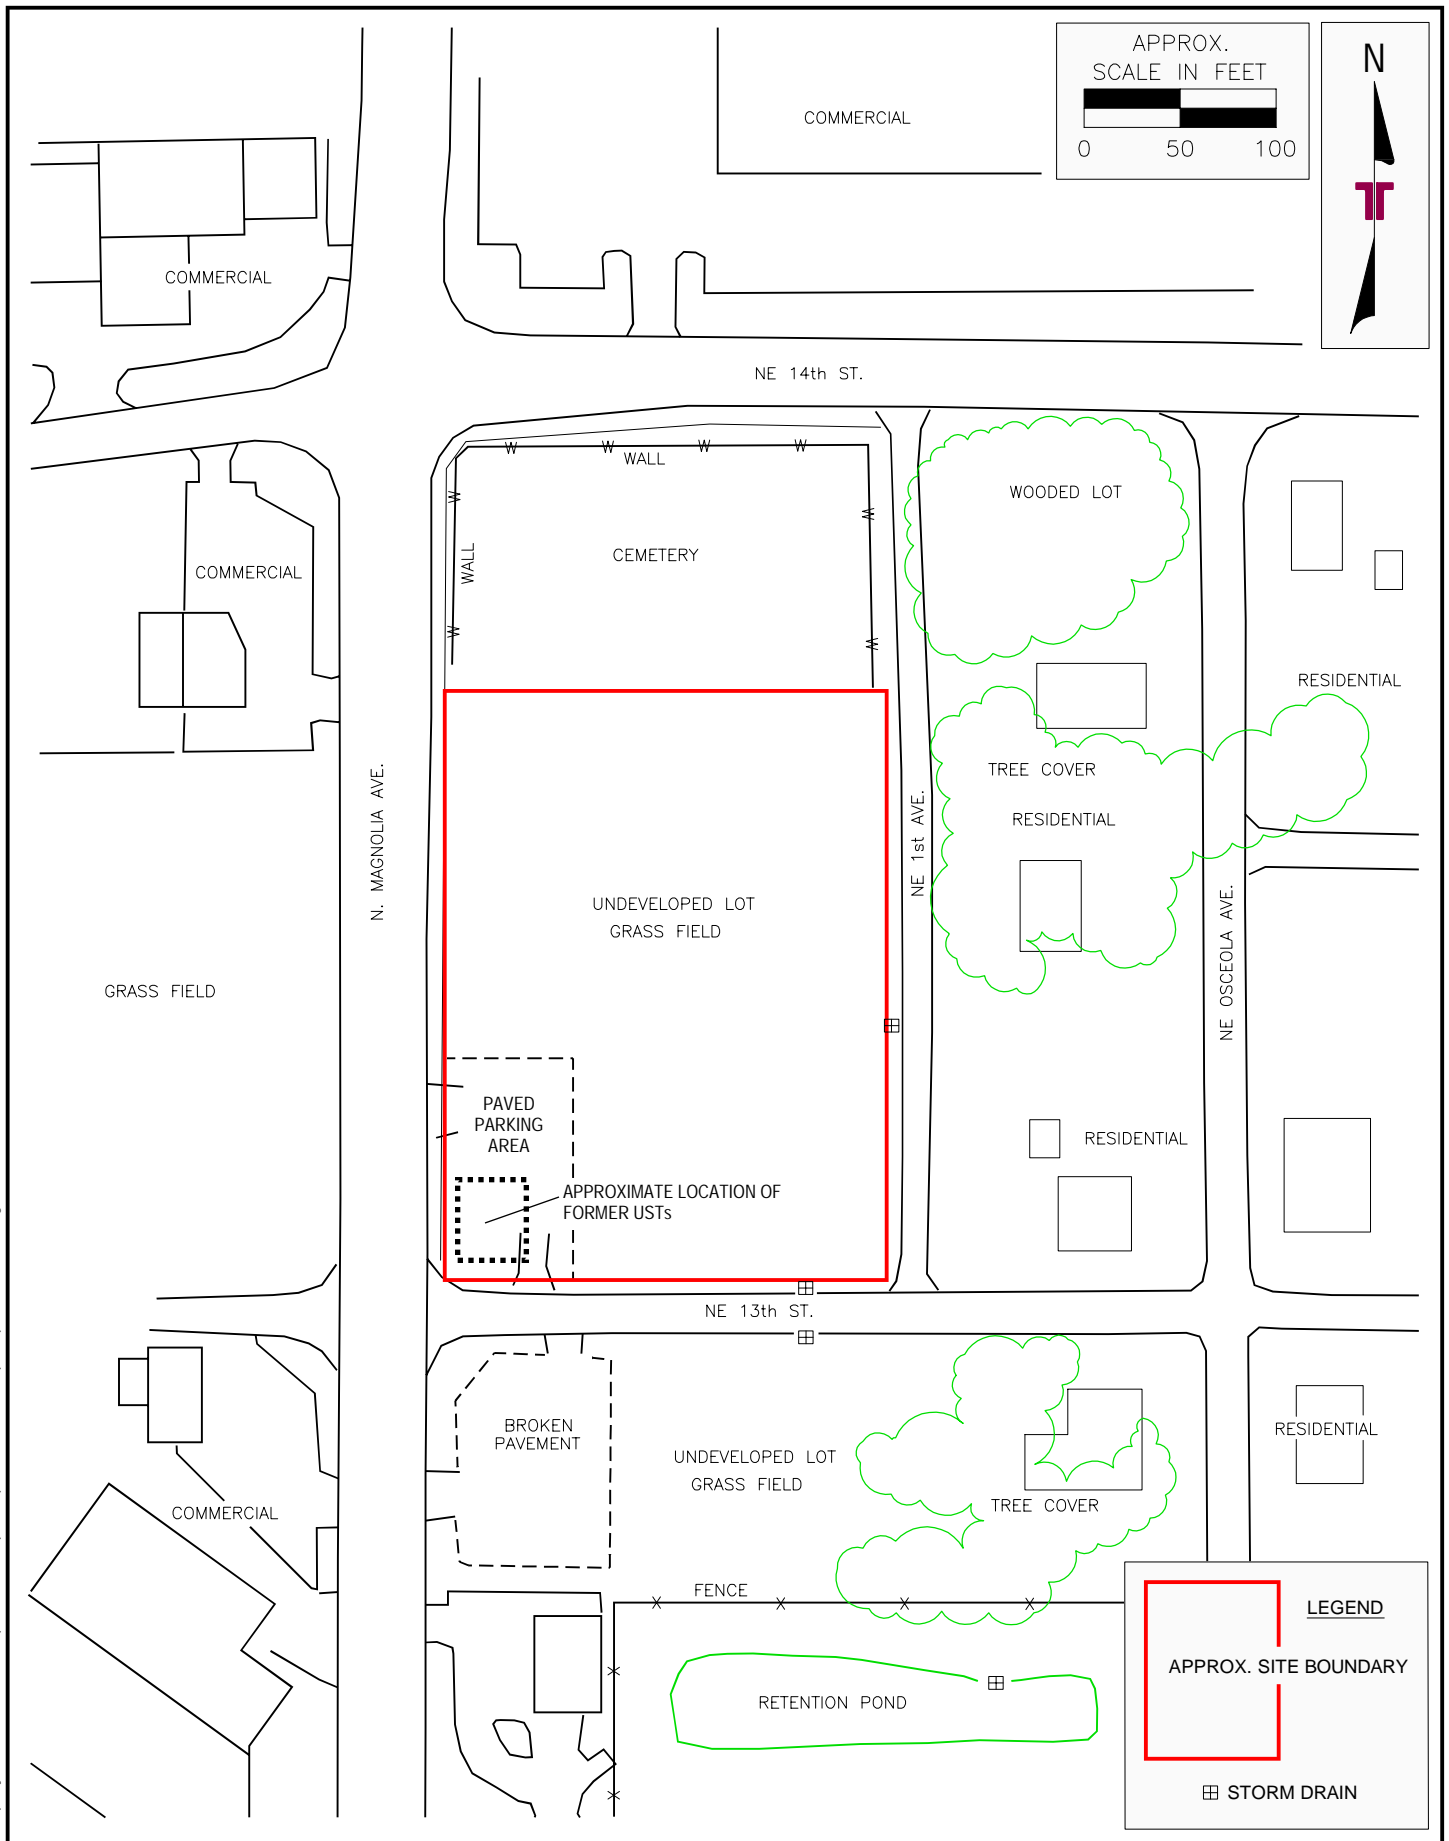 APPROX.
SCALE IN FEET
0 50 100
N
COMMERCIAL
COMMERCIAL
NE 14th ST.
W W W W
WALL
WOODED LOT
W
W
CEMETERY
WALL
COMMERCIAL
W
W
RESIDENTIAL
TREE COVER
RESIDENTIAL
N. MAGNOLIA AVE.
NE 1st AVE.
UNDEVELOPED LOT
GRASS FIELD
NE OSCEOLA AVE.
GRASS FIELD
PAVED
PARKING
AREA
RESIDENTIAL
APPROXIMATE LOCATION OF
FORMER USTs
NE 13th ST.
BROKEN
PAVEMENT
UNDEVELOPED LOT
GRASS FIELD
RESIDENTIAL
TREE COVER
COMMERCIAL
FENCE
X X X X
X
RETENTION POND
X
LEGEND
APPROX. SITE BOUNDARY
STORM DRAIN